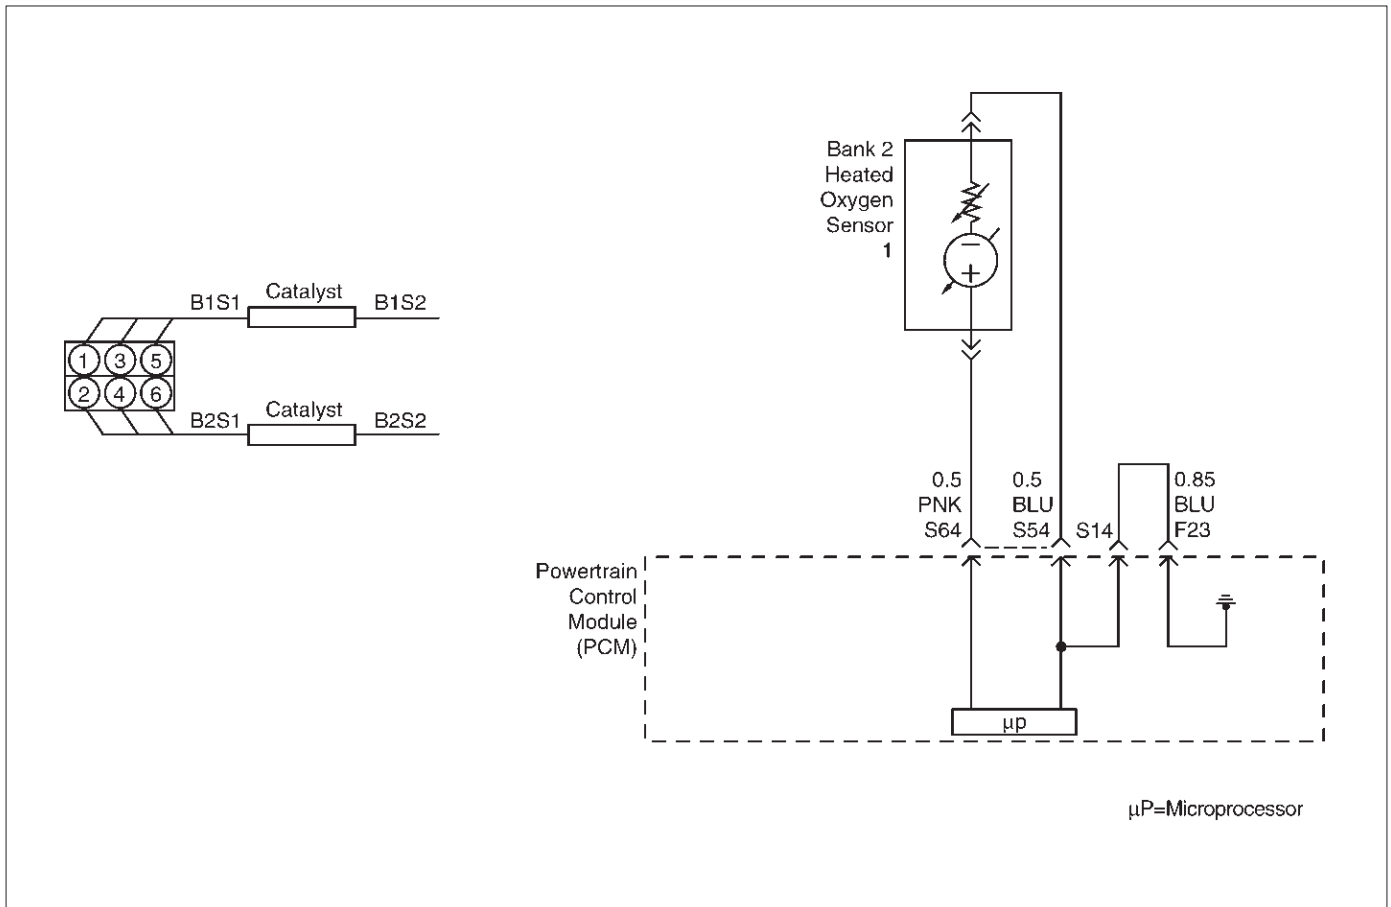 Bank 2
Heated
Oxygen
Sensor
1
−
+
B1S1
Catalyst
B1S2
1
3
5
2
4
6
B2S1
Catalyst
B2S2
0.5
PNK
S64
0.5
BLU
S54
S14
0.85
BLU
F23
Powertrain
Control
Module
(PCM)
μp
μP=Microprocessor